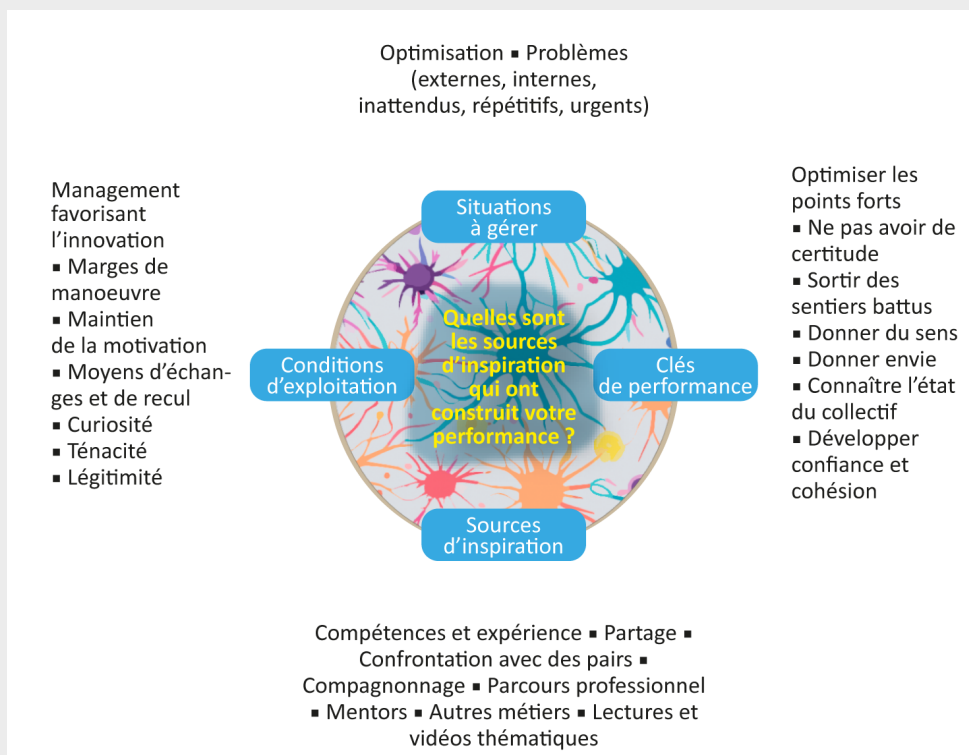 Optimisation ▪ Problèmes
(externes, internes,
inattendus, répétitifs, urgents)
Situations
à gérer
Management
favorisant
l’innovation
▪ Marges de
manoeuvre
▪ Maintien
de la motivation
▪ Moyens d’échan-
ges et de recul
▪ Curiosité
▪ Ténacité
▪ Légitimité
Conditions
d’exploitation
Quelles sont
les sources
d’inspiration
qui ont
construit votre
performance ?
Clés
de performance
Optimiser les
points forts
▪ Ne pas avoir de
certitude
▪ Sortir des
sentiers battus
▪ Donner du sens
▪ Donner envie
▪ Connaître l’état
du collectif
▪ Développer
confiance et
cohésion
Sources
d’inspiration
Compétences et expérience ▪ Partage ▪
Confrontation avec des pairs ▪
Compagnonnage ▪ Parcours professionnel
▪ Mentors ▪ Autres métiers ▪ Lectures et
vidéos thématiques